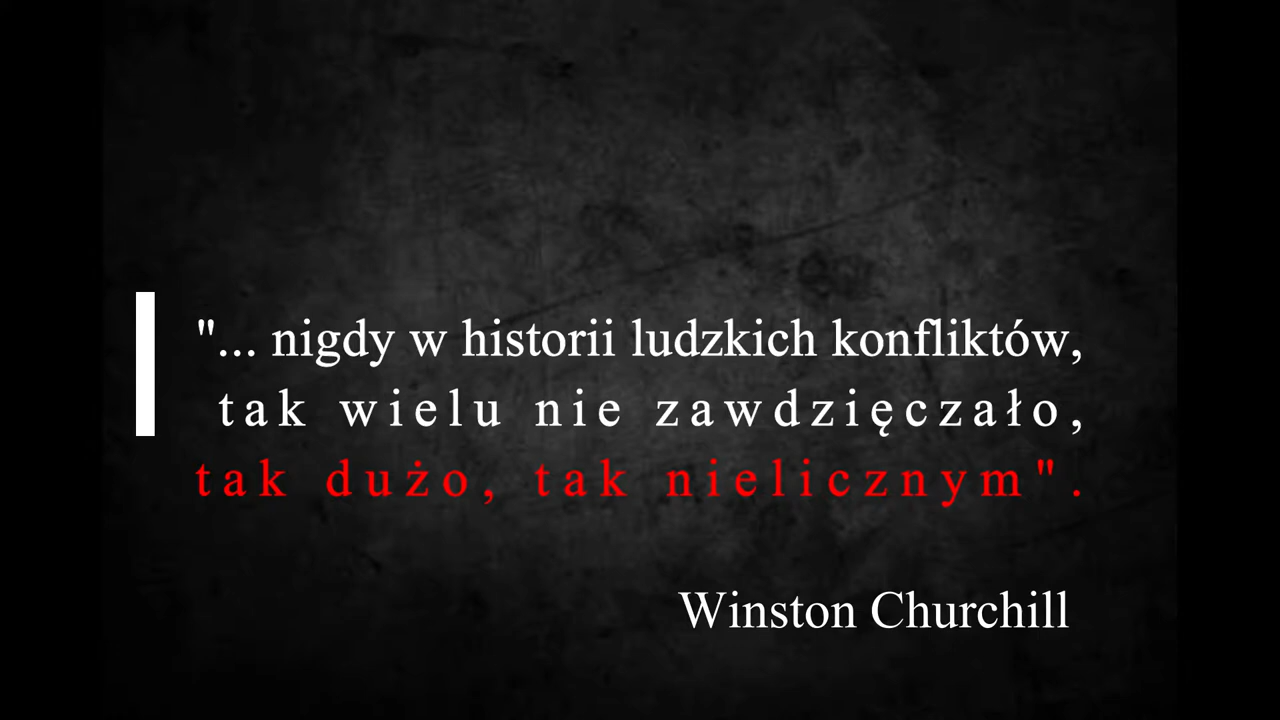 "... nigdy w historii ludzkich konfliktów,
tak wielu nie zawdzięczało,
tak dużo, tak nielicznym".
Winston Churchill